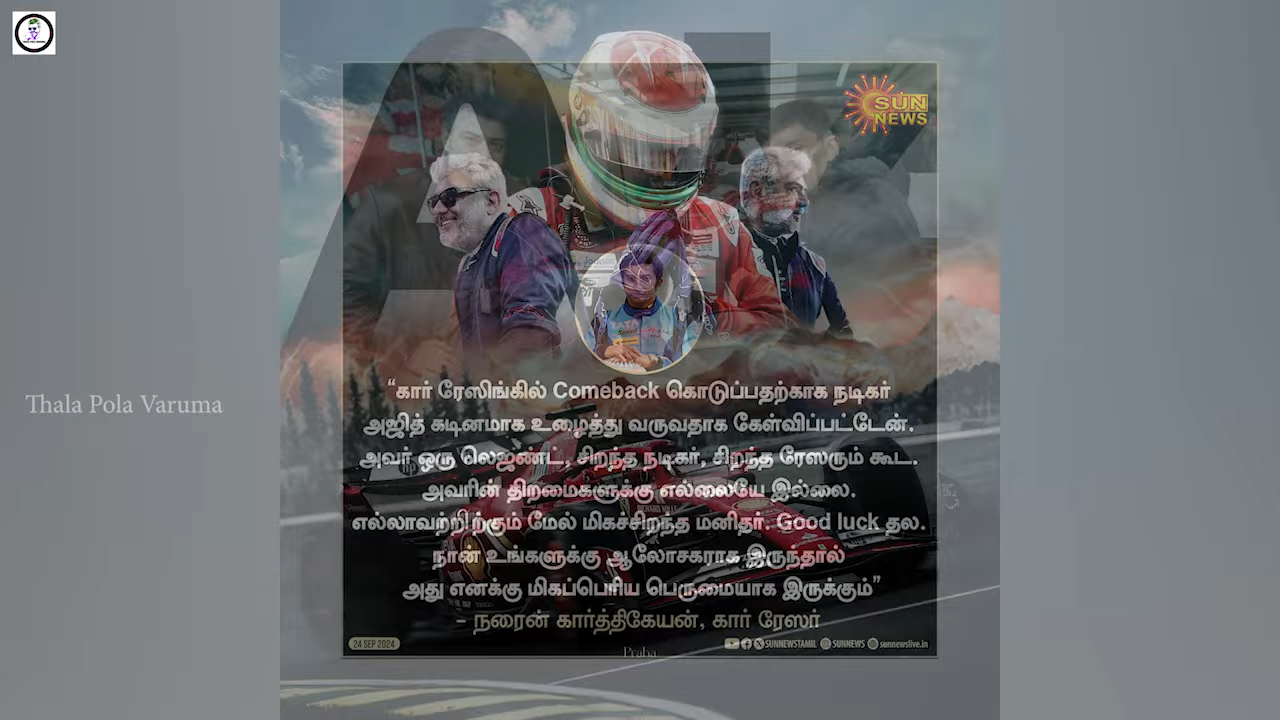 SUN
NEWS
Thala Pola Varuma
“கார் ரேஸிங்கில் Comeback கொடுப்பதற்காக நடிகர்
அஜித் கடினமாக உழைத்து வருவதாக கேள்விப்பட்டேன்.
அவர் ஒரு லெஜண்ட், சிறந்த நடிகர், சிறந்த ரேஸரும் கூட.
அவரின் திறமைகளுக்கு எல்லையே இல்லை.
எல்லாவற்றிற்கும் மேல் மிகச்சிறந்த மனிதர். Good luck தல.
நான் உங்களுக்கு ஆலோசகராக இருந்தால்
அது எனக்கு மிகப்பெரிய பெருமையாக இருக்கும்”
- நரைன் கார்த்திகேயன், கார் ரேஸர்
24 SEP 2024
SUNNEWSTAMIL SUNNEWS sunnewslive.in
Praba